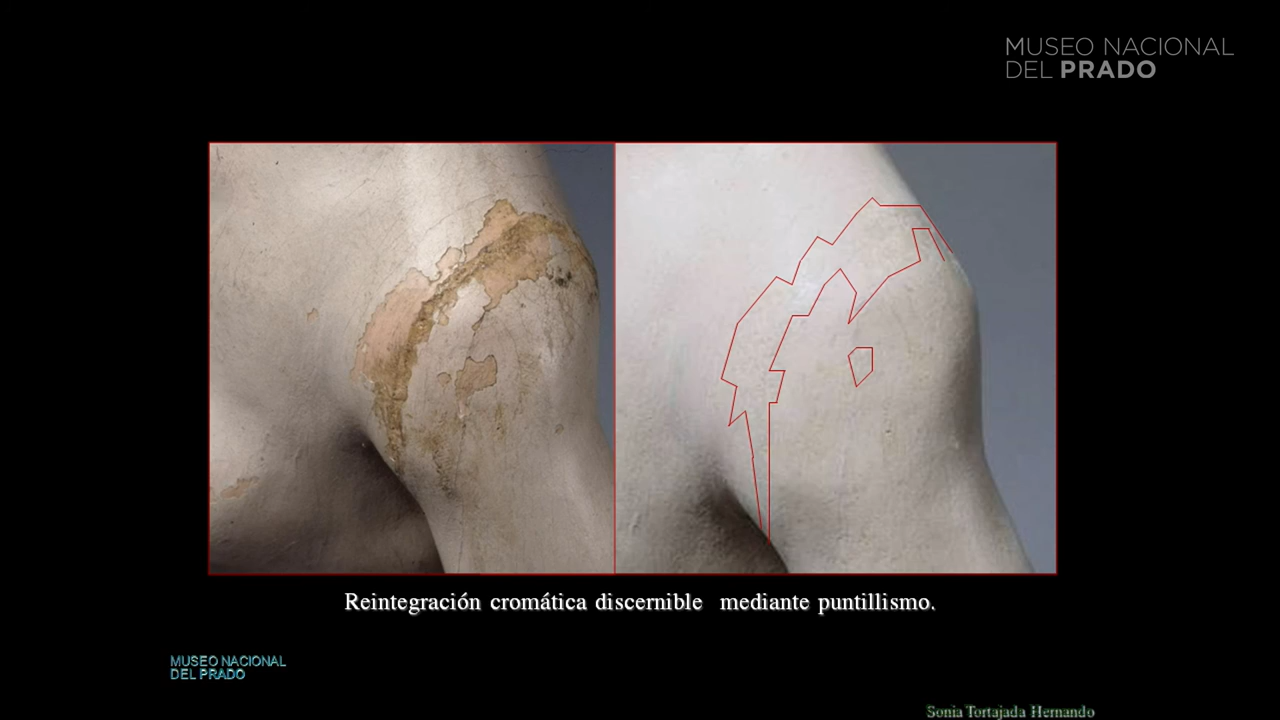 MUSEO NACIONAL
DEL PRADO
Reintegración cromática discernible mediante puntillismo.
MUSEO NACIONAL
DEL PRADO
Sonia Tortajada Hernando